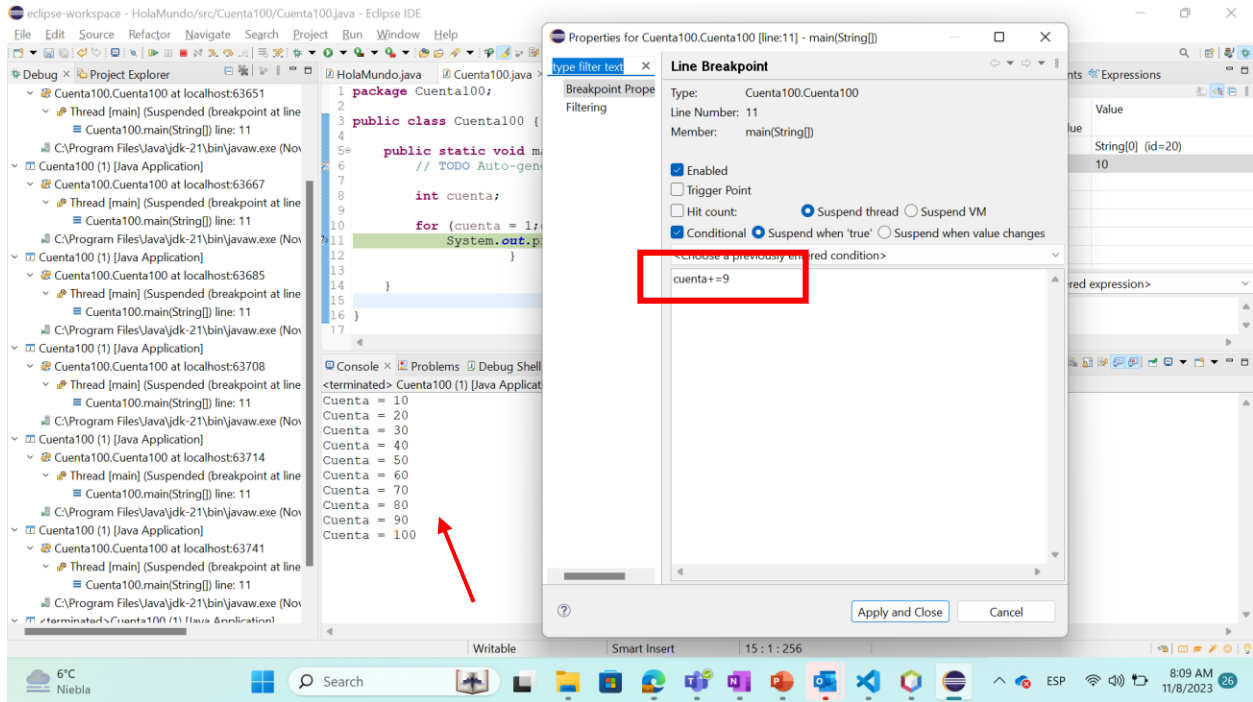 eclipse-workspace - HolaMundo/src/Cuenta100/Cuenta100.java - Eclipse IDE
File Edit Source Refactor Navigate Search Project Run Window Help
Debug × Project Explorer
Cuenta100.Cuenta100 at localhost:63651
Thread [main] (Suspended (breakpoint at line
Cuenta100.main(String[]) line: 11
C:\Program Files\Java\jdk-21\bin\javaw.exe (Nov
Cuenta100 (1) [Java Application]
Cuenta100.Cuenta100 at localhost:63667
Thread [main] (Suspended (breakpoint at line
Cuenta100.main(String[]) line: 11
C:\Program Files\Java\jdk-21\bin\javaw.exe (Nov
Cuenta100 (1) [Java Application]
Cuenta100.Cuenta100 at localhost:63685
Thread [main] (Suspended (breakpoint at line
Cuenta100.main(String[]) line: 11
C:\Program Files\Java\jdk-21\bin\javaw.exe (Nov
Cuenta100 (1) [Java Application]
Cuenta100.Cuenta100 at localhost:63708
Thread [main] (Suspended (breakpoint at line
Cuenta100.main(String[]) line: 11
C:\Program Files\Java\jdk-21\bin\javaw.exe (Nov
Cuenta100 (1) [Java Application]
Cuenta100.Cuenta100 at localhost:63714
Thread [main] (Suspended (breakpoint at line
Cuenta100.main(String[]) line: 11
C:\Program Files\Java\jdk-21\bin\javaw.exe (Nov
Cuenta100 (1) [Java Application]
Cuenta100.Cuenta100 at localhost:63741
Thread [main] (Suspended (breakpoint at line
Cuenta100.main(String[]) line: 11
C:\Program Files\Java\jdk-21\bin\javaw.exe (Nov
<terminated>Cuenta100 (1) [Java Application]
HolaMundo.java Cuenta100.java ×
1 package Cuenta100;
2
3 public class Cuenta100 {
4
5 public static void ma
6 // TODO Auto-gene
7
8 int cuenta;
9
10 for (cuenta = 1;
11 System.out.p
12 }
13
14 }
15
16 }
17
Console × Problems Debug Shell
<terminated> Cuenta100 (1) [Java Applicat
Cuenta = 10
Cuenta = 20
Cuenta = 30
Cuenta = 40
Cuenta = 50
Cuenta = 60
Cuenta = 70
Cuenta = 80
Cuenta = 90
Cuenta = 100
Properties for Cuenta100.Cuenta100 [line:11] - main(String[])
type filter text ×
Breakpoint Prope
Filtering
Line Breakpoint
Type: Cuenta100.Cuenta100
Line Number: 11
Member: main(String[])
Enabled
Trigger Point
Hit count: Suspend thread Suspend VM
Conditional Suspend when 'true' Suspend when value changes
<Choose a previously entered condition>
cuenta+=9
Apply and Close Cancel
nts Expressions
Value
lue
String[0] (id=20)
10
ered expression>
Writable Smart Insert 15 : 1 : 256
6°C
Niebla
Search
ESP
8:09 AM
11/8/2023
26